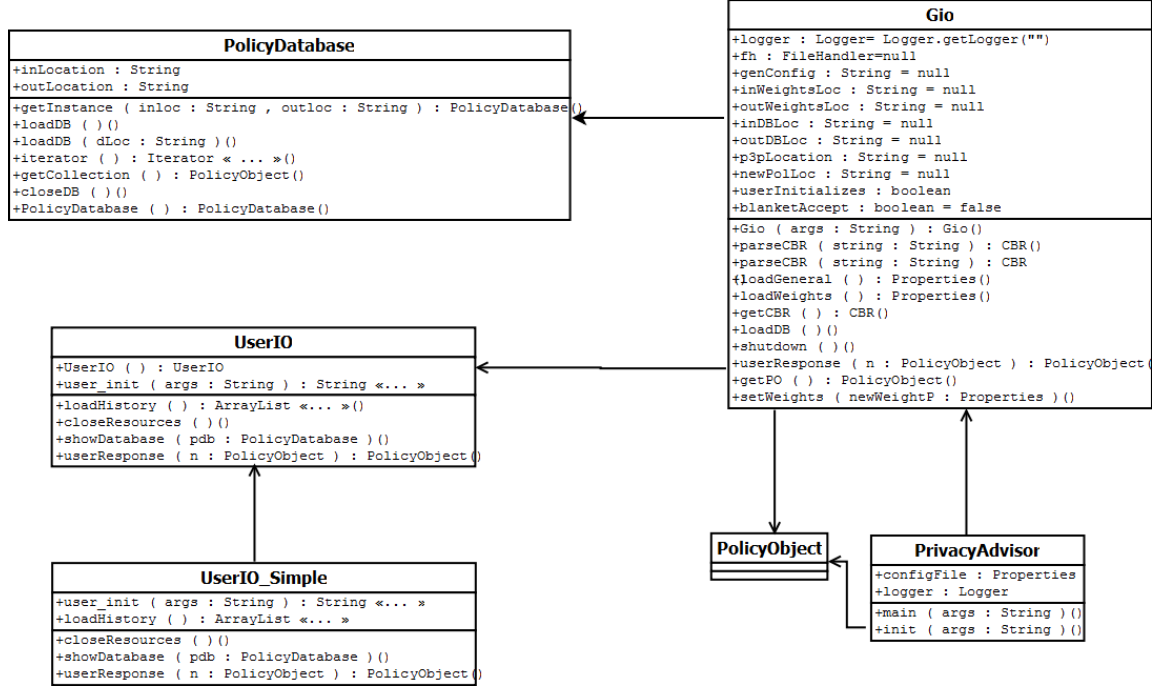 PolicyDatabase
+inLocation : String
+outLocation : String
+getInstance ( inloc : String , outloc : String ) : PolicyDatabase()
+loadDB ( )()
+loadDB ( dLoc : String )()
+iterator ( ) : Iterator « ... »()
+getCollection ( ) : PolicyObject()
+closeDB ( )()
+PolicyDatabase ( ) : PolicyDatabase()
Gio
+logger : Logger= Logger.getLogger("")
+fh : FileHandler=null
+genConfig : String = null
+inWeightsLoc : String = null
+outWeightsLoc : String = null
+inDBLoc : String = null
+outDBLoc : String = null
+p3pLocation : String = null
+newPolLoc : String = null
+userInitializes : boolean
+blanketAccept : boolean = false
+Gio ( args : String ) : Gio()
+parseCBR ( string : String ) : CBR()
+parseCBR ( string : String ) : CBR
()
+loadGeneral ( ) : Properties()
+loadWeights ( ) : Properties()
+getCBR ( ) : CBR()
+loadDB ( )()
+shutdown ( )()
+userResponse ( n : PolicyObject ) : PolicyObject()
+getPO ( ) : PolicyObject()
+setWeights ( newWeightP : Properties )()
UserIO
+UserIO ( ) : UserIO
+user_init ( args : String ) : String «... »
+loadHistory ( ) : ArrayList «... »()
+closeResources ( )()
+showDatabase ( pdb : PolicyDatabase )()
+userResponse ( n : PolicyObject ) : PolicyObject()
PolicyObject
PrivacyAdvisor
+configFile : Properties
+logger : Logger
+main ( args : String )()
+init ( args : String )()
UserIO_Simple
+user_init ( args : String ) : String «... »
+loadHistory ( ) : ArrayList «... »
+closeResources ( )()
+showDatabase ( pdb : PolicyDatabase )()
+userResponse ( n : PolicyObject ) : PolicyObject()